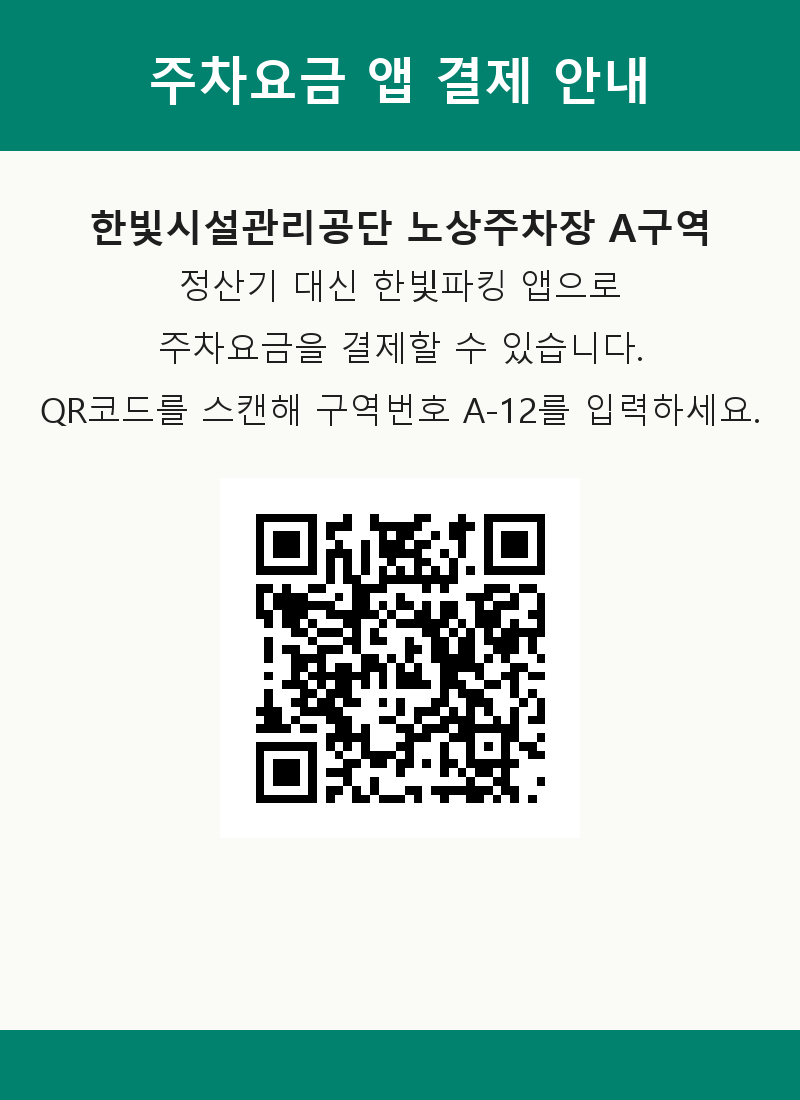 주차요금 앱 결제 안내
한빛시설관리공단 노상주차장 A구역
정산기 대신 한빛파킹 앱으로
주차요금을 결제할 수 있습니다.
QR코드를 스캔해 구역번호 A-12를 입력하세요.